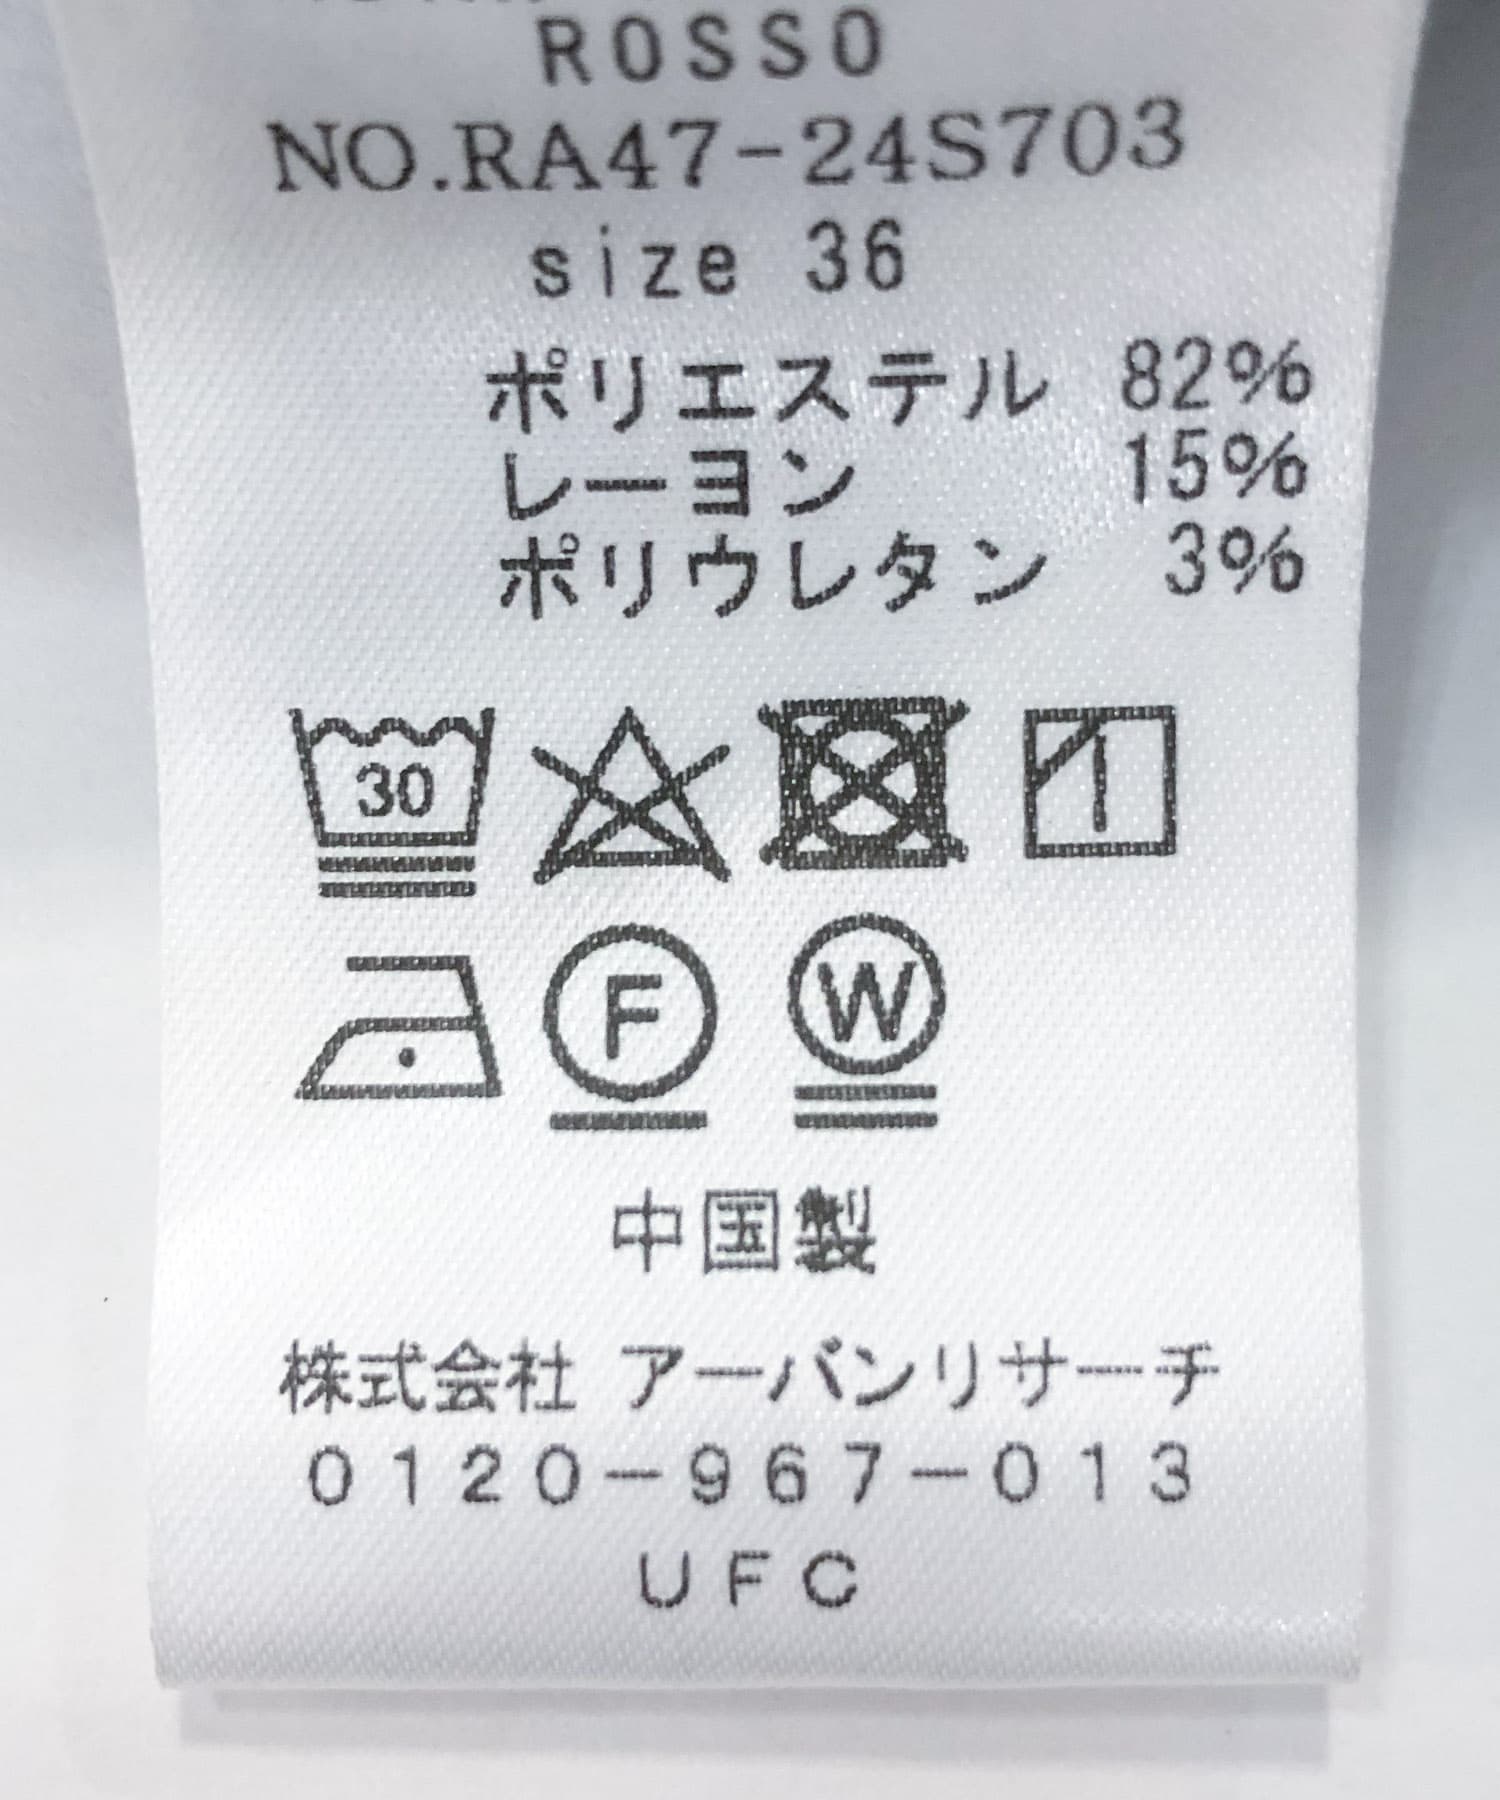 ROSSO
NO.RA47-24S703
size 36
ポリエステル 82%
レーヨン 15%
ポリウレタン 3%
30
F W
中国製
株式会社 アーバンリサーチ
0120-967-013
UFC